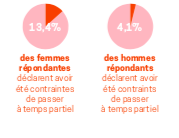 13,4%
des femmes
répondantes
déclarent avoir
été contraintes
de passer
à temps partiel
4,1%
des hommes
répondants
déclarent avoir
été contraints
de passer
à temps partiel